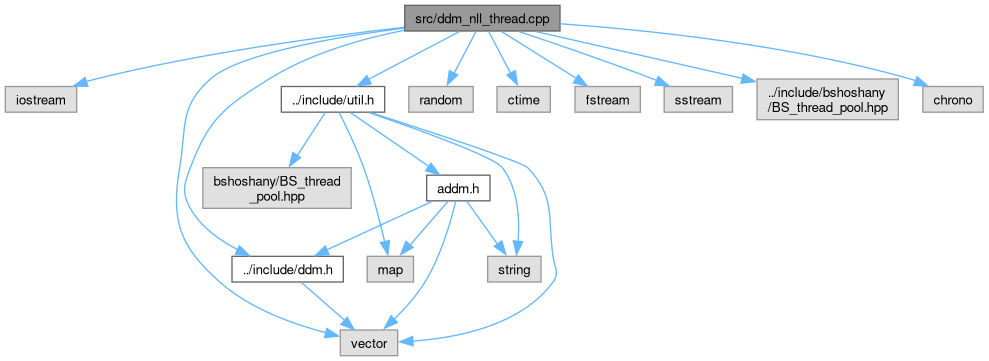 src/ddm_nll_thread.cpp
iostream
../include/util.h
random
ctime
fstream
sstream
../include/bshoshany
/BS_thread_pool.hpp
chrono
bshoshany/BS_thread
_pool.hpp
addm.h
../include/ddm.h
map
string
vector